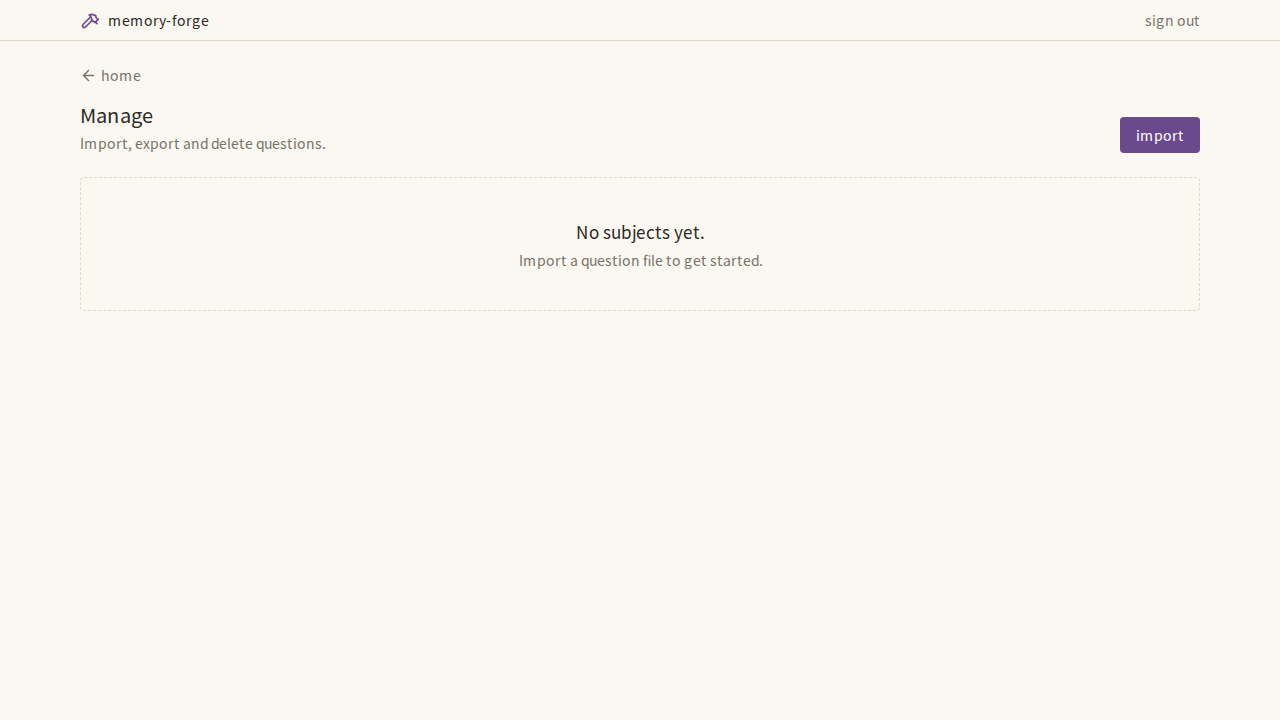 memory-forge
sign out
home
Manage
Import, export and delete questions.
import
No subjects yet.
Import a question file to get started.